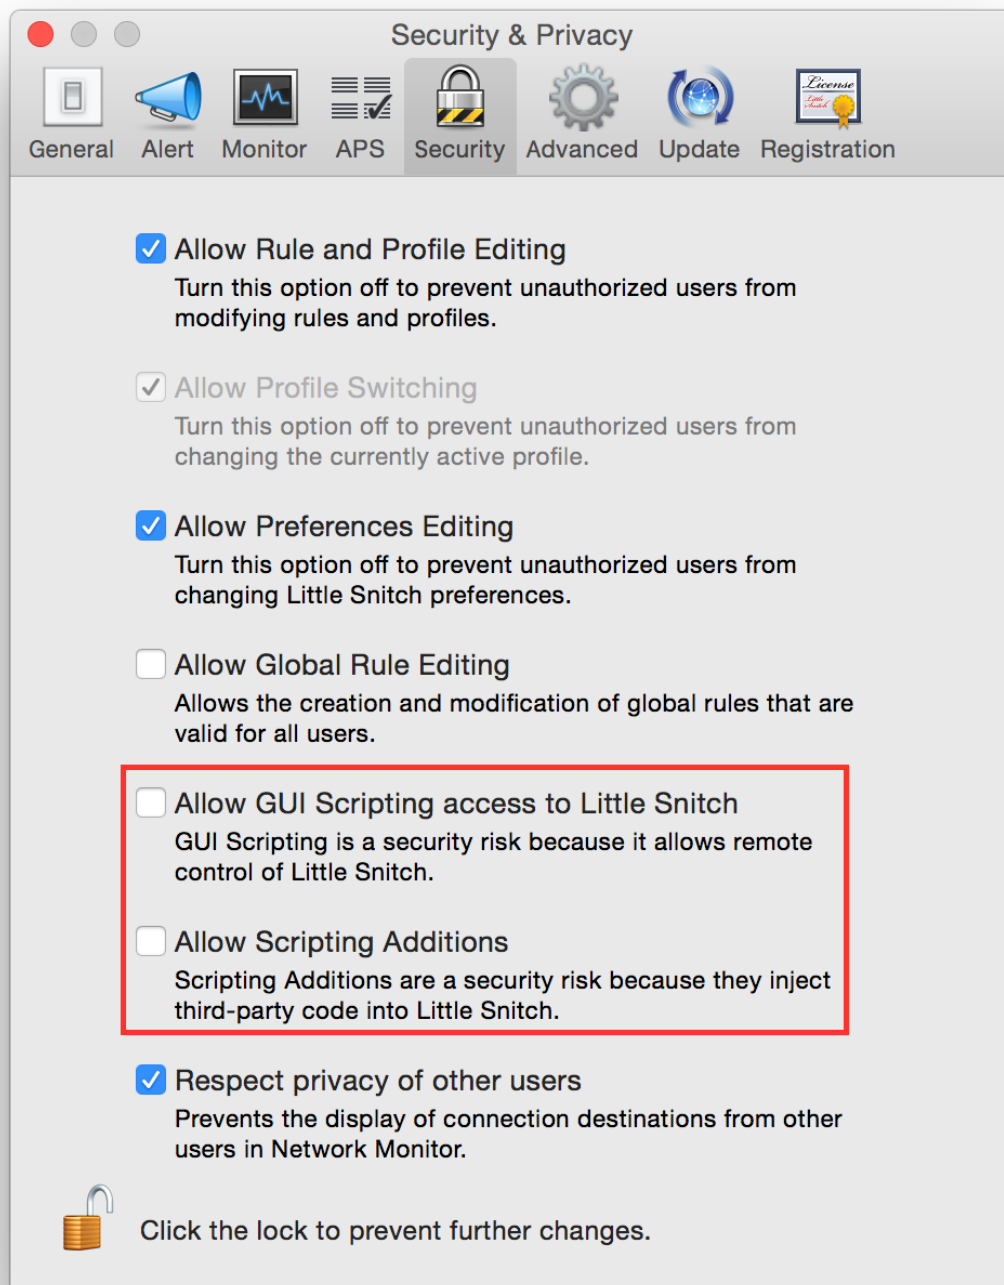 Security & Privacy
General Alert Monitor APS Security Advanced Update Registration
License
Little
Snitch
Allow Rule and Profile Editing
Turn this option off to prevent unauthorized users from
modifying rules and profiles.
Allow Profile Switching
Turn this option off to prevent unauthorized users from
changing the currently active profile.
Allow Preferences Editing
Turn this option off to prevent unauthorized users from
changing Little Snitch preferences.
Allow Global Rule Editing
Allows the creation and modification of global rules that are
valid for all users.
Allow GUI Scripting access to Little Snitch
GUI Scripting is a security risk because it allows remote
control of Little Snitch.
Allow Scripting Additions
Scripting Additions are a security risk because they inject
third-party code into Little Snitch.
Respect privacy of other users
Prevents the display of connection destinations from other
users in Network Monitor.
Click the lock to prevent further changes.